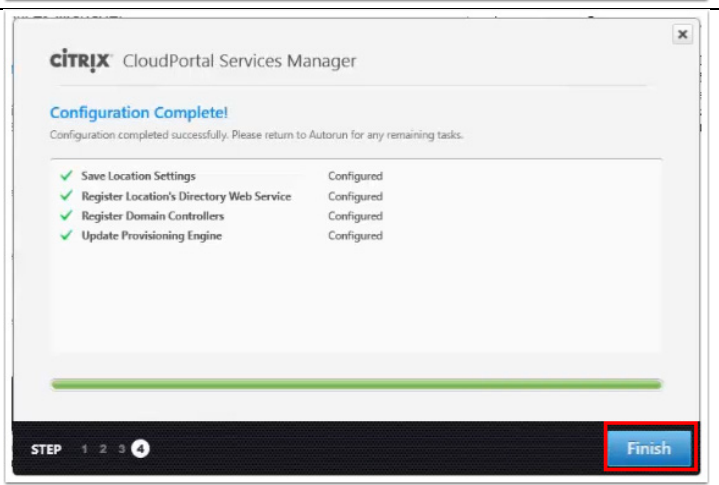 CİTRIX CloudPortal Services Manager
Configuration Complete!
Configuration completed successfully. Please return to Autorun for any remaining tasks.
Save Location Settings Configured
Register Location's Directory Web Service Configured
Register Domain Controllers Configured
Update Provisioning Engine Configured
STEP 1 2 3 4 Finish